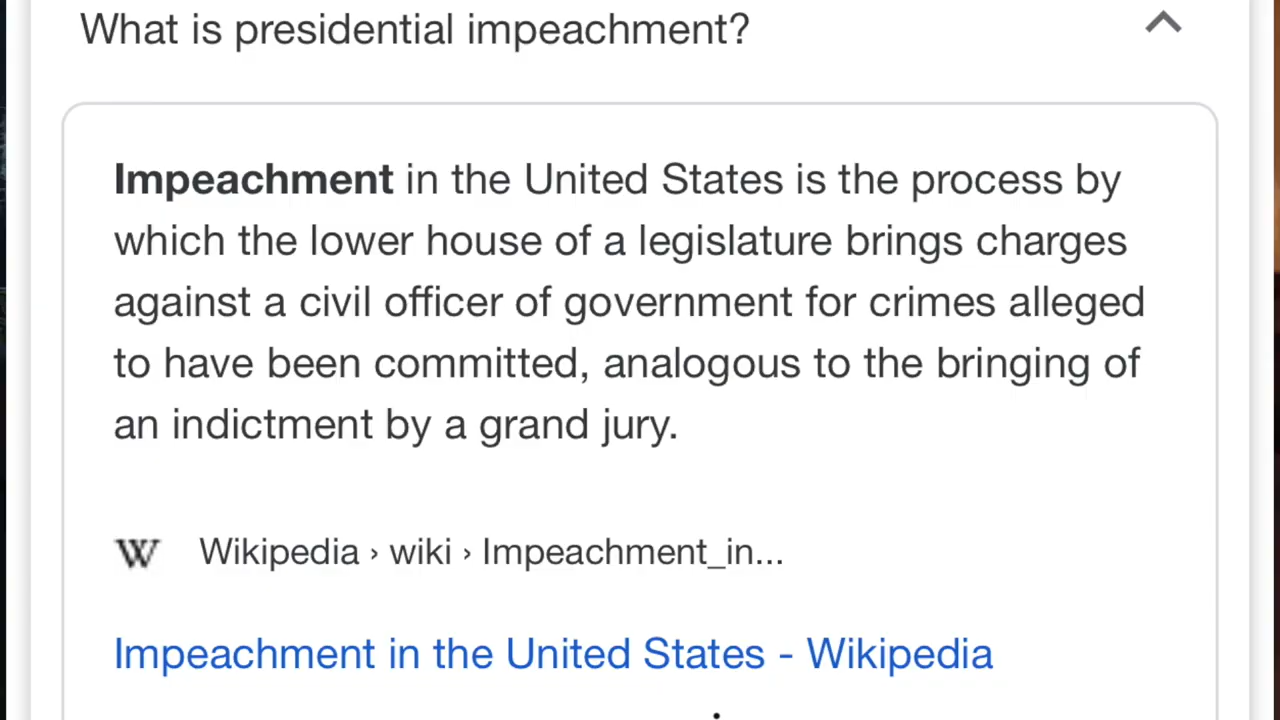 What is presidential impeachment?
Impeachment in the United States is the process by
which the lower house of a legislature brings charges
against a civil officer of government for crimes alleged
to have been committed, analogous to the bringing of
an indictment by a grand jury.
W Wikipedia › wiki › Impeachment_in...
Impeachment in the United States - Wikipedia